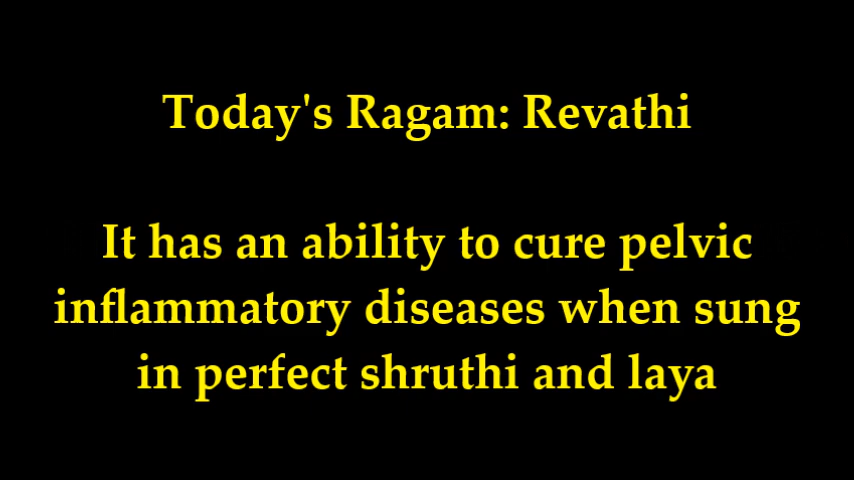 Today's Ragam: Revathi
It has an ability to cure pelvic
inflammatory diseases when sung
in perfect shruthi and laya